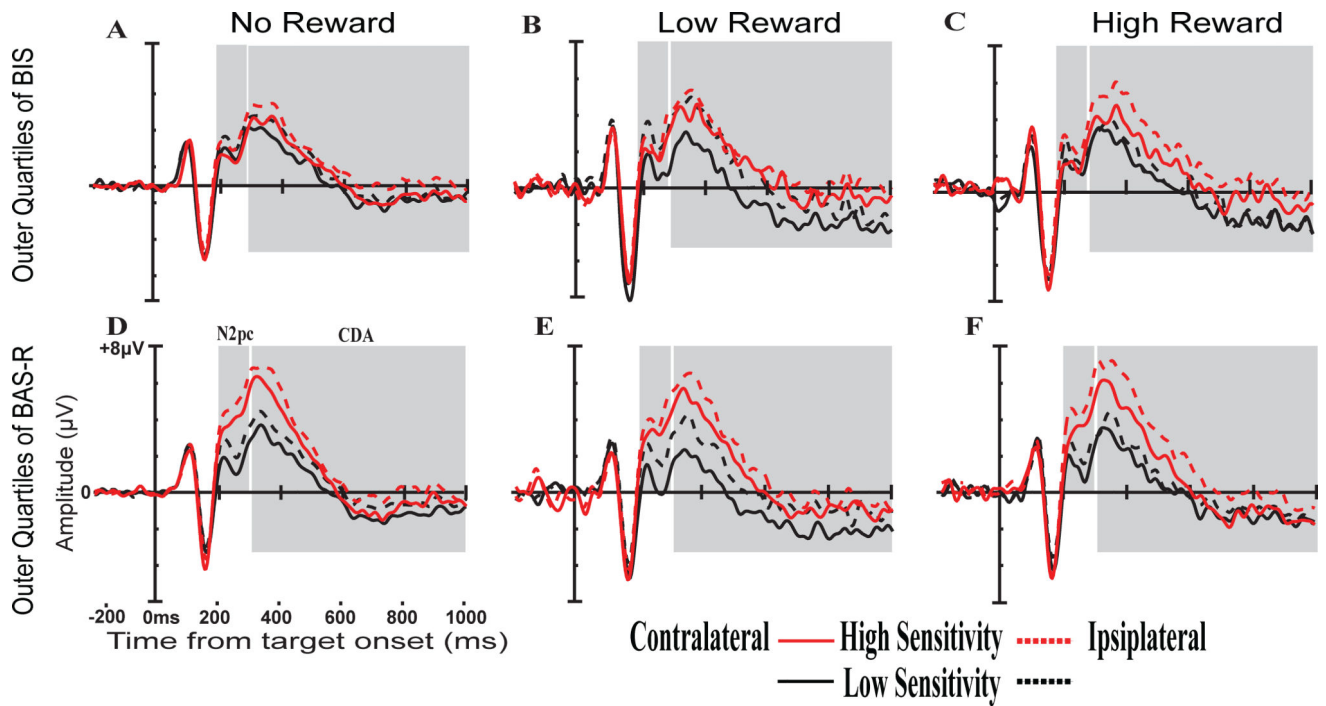 No Reward
Low Reward
High Reward
A
B
C
Outer Quartiles of BIS
D
E
F
N2pc
CDA
+8µV
0
Amplitude (µV)
Outer Quartiles of BAS-R
-200 0ms 200 400 600 800 1000
Time from target onset (ms)
Contralateral High Sensitivity Ipsiplateral
Low Sensitivity